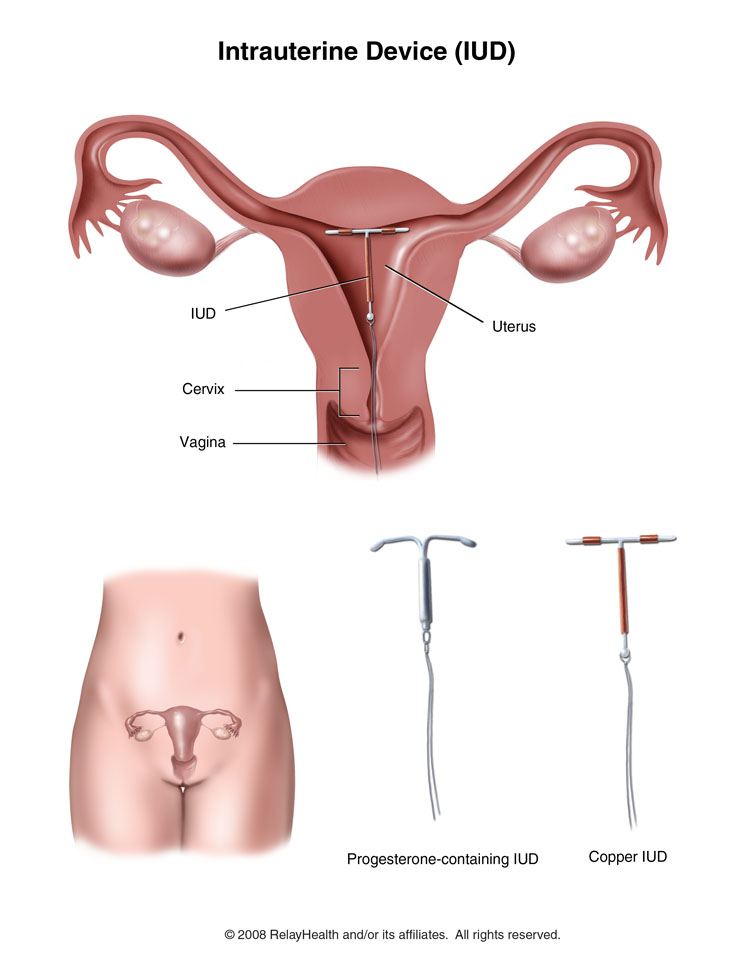 Intrauterine Device (IUD)
IUD
Uterus
Cervix
Vagina
Progesterone-containing IUD
Copper IUD
© 2008 RelayHealth and/or its affiliates.  All rights reserved.